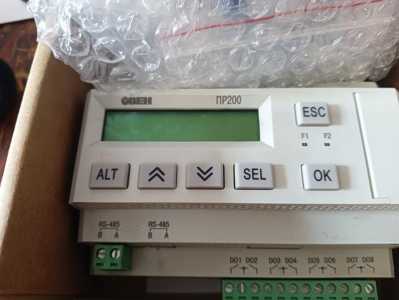 ОВЕН ПР200
ESC
F1 F2
ALT SEL OK
RS-485 RS-485
B A B A
DO1 DO2 DO3 DO4 DO5 DO6 DO7 DO8